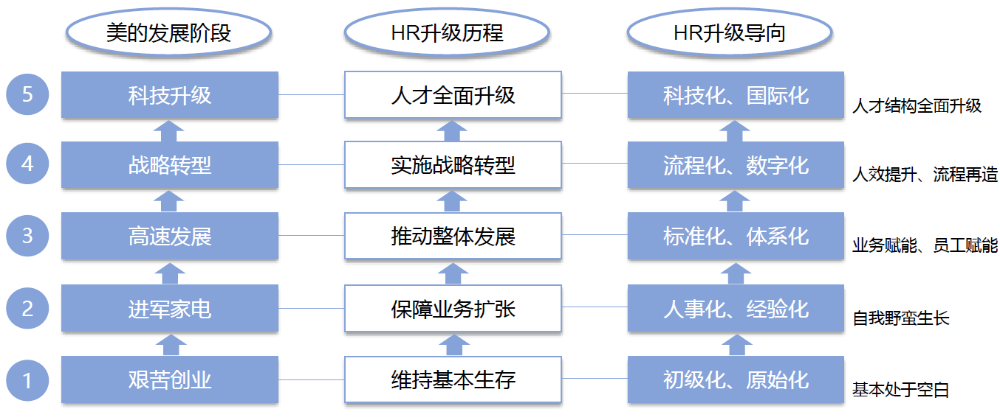 美的发展阶段 HR升级历程 HR升级导向
5 科技升级 人才全面升级 科技化、国际化 人才结构全面升级
4 战略转型 实施战略转型 流程化、数字化 人效提升、流程再造
3 高速发展 推动整体发展 标准化、体系化 业务赋能、员工赋能
2 进军家电 保障业务扩张 人事化、经验化 自我野蛮生长
1 艰苦创业 维持基本生存 初级化、原始化 基本处于空白